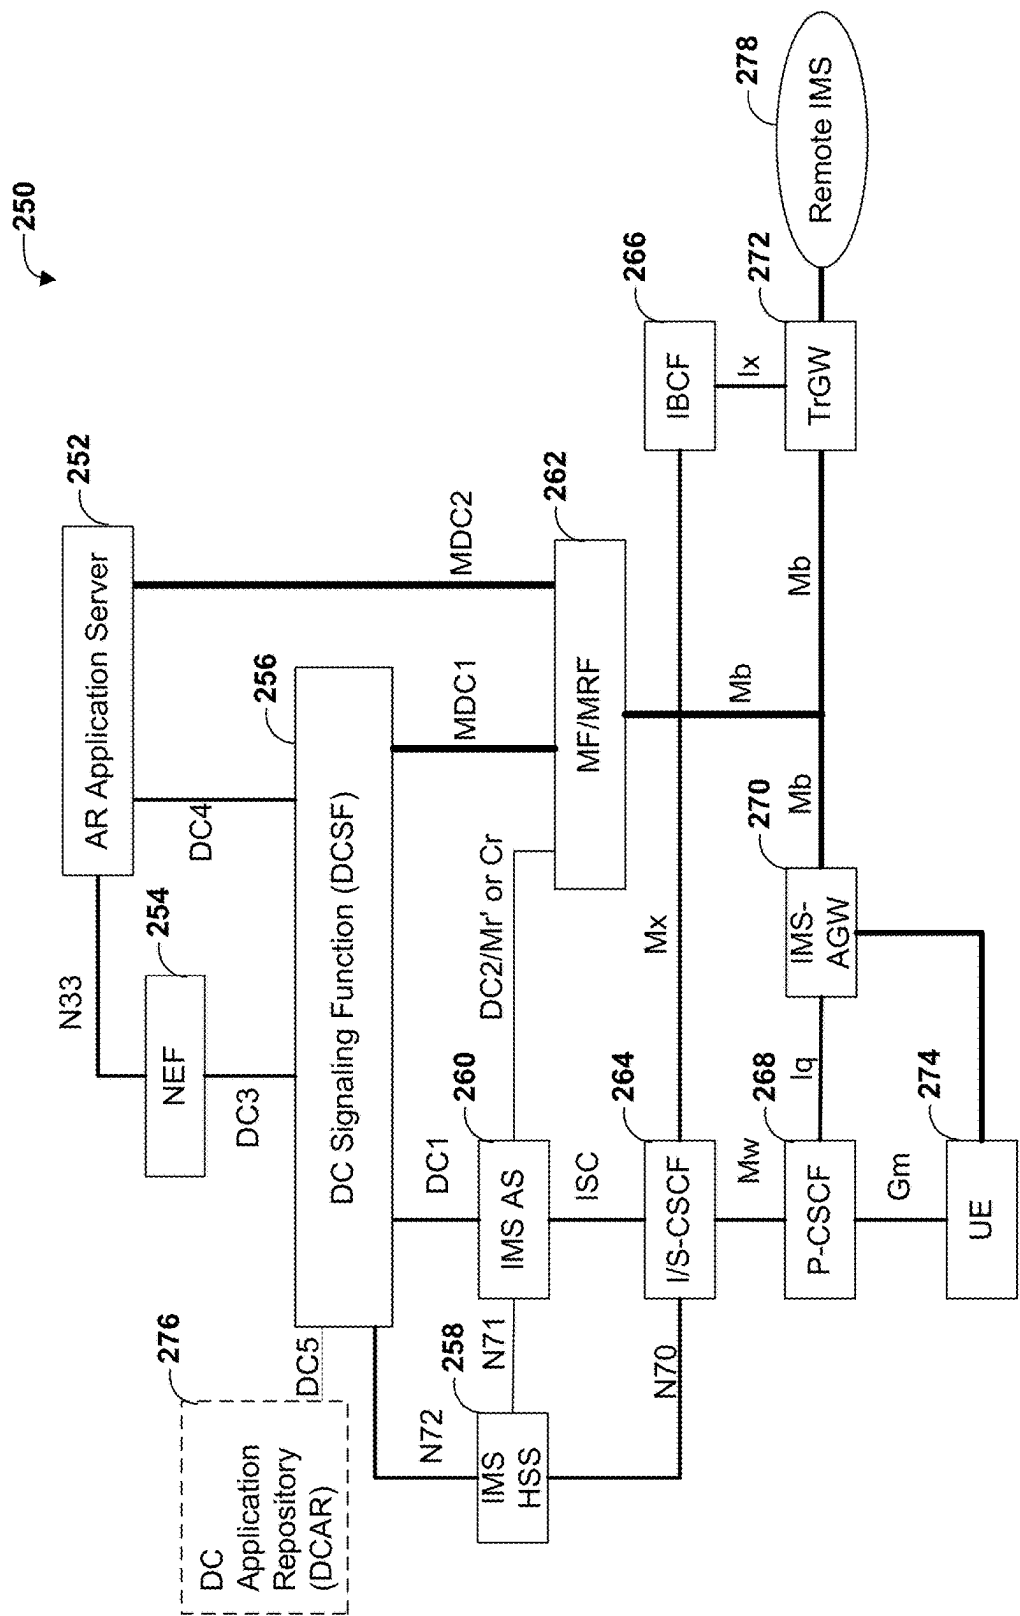 250
252
AR Application Server
N33
254
NEF
DC4
DC3
MDC2
256
DC Signaling Function (DCSF)
276
DC
Application
Repository
(DCAR)
DC5
N72
DC1
MDC1
262
MF/MRF
DC2/Mr' or Cr
260
IMS AS
258
IMS
HSS
N71
ISC
N70
264
I/S-CSCF
Mx
266
IBCF
Ix
Mb
Mw
268
P-CSCF
Iq
270
IMS-
AGW
Mb
Mb
272
TrGW
278
Remote IMS
Gm
274
UE